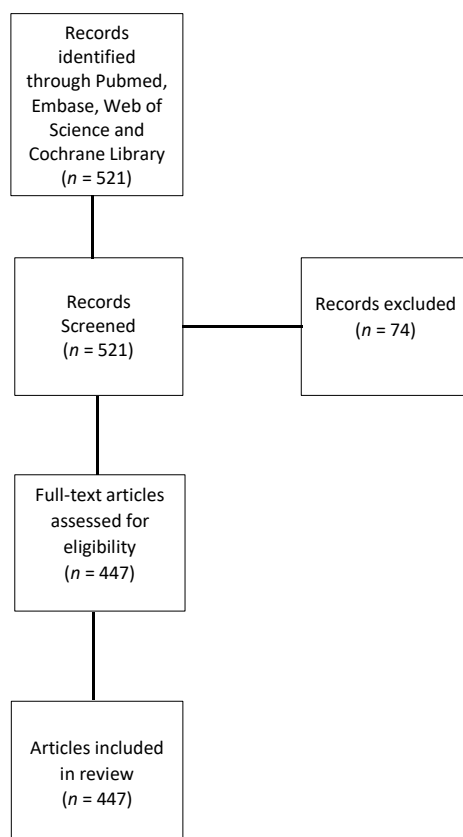 Records
identified
through Pubmed,
Embase, Web of
Science and
Cochrane Library
(n = 521)
Records
Screened
(n = 521)
Records excluded
(n = 74)
Full-text articles
assessed for
eligibility
(n = 447)
Articles included
in review
(n = 447)